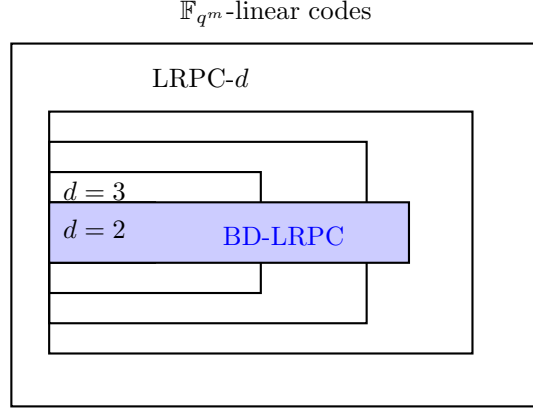 𝔽_{q^m}-linear codes
LRPC-d
d = 3
d = 2
BD-LRPC